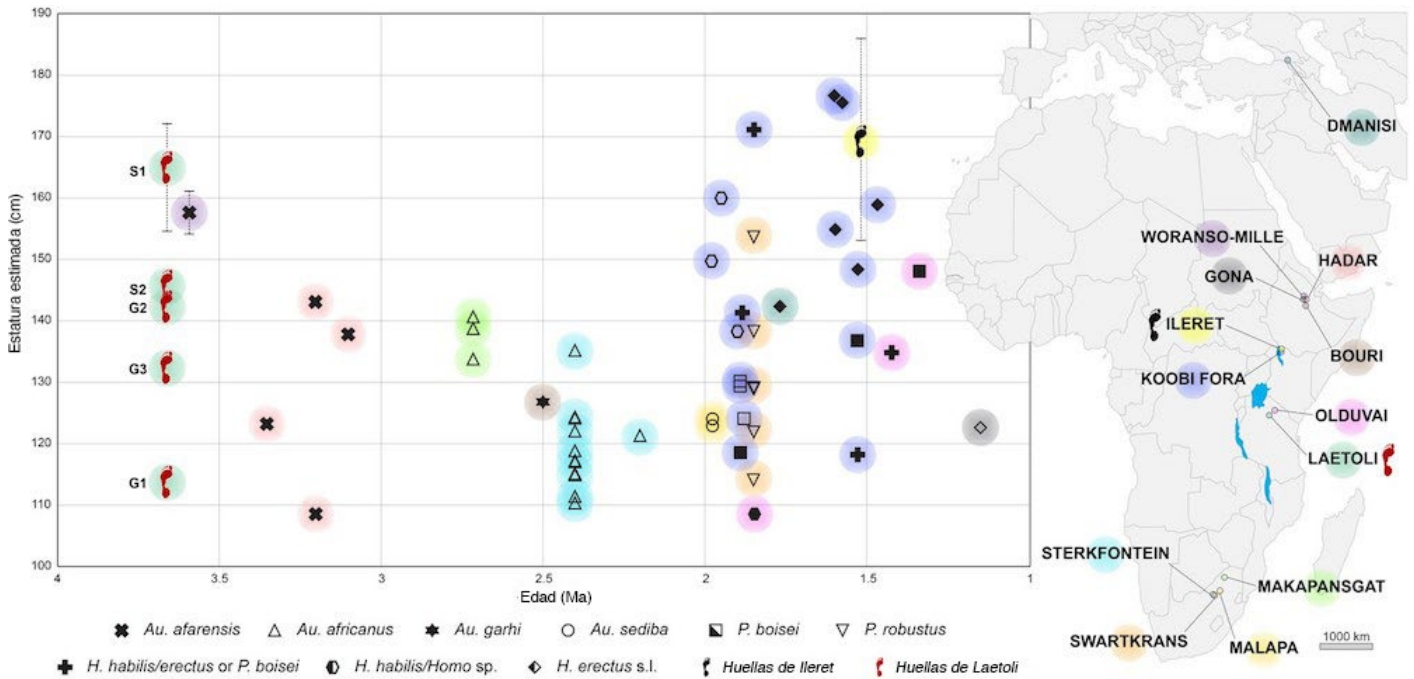 190
180
170
160
150
140
130
120
110
100
Estatura estimada (cm)
S1
S2
G2
G3
G1
4
3.5
3
2.5
2
1.5
1
Edad (Ma)
Au. afarensis
Au. africanus
Au. garhi
Au. sediba
P. boisei
P. robustus
H. habilis/erectus or P. boisei
H. habilis/Homo sp.
H. erectus s.l.
Huellas de Ileret
Huellas de Laetoli
DMANISI
WORANSO-MILLE
HADAR
GONA
ILERET
BOURI
KOOBI FORA
OLDUVAI
LAETOLI
STERKFONTEIN
MAKAPANSGAT
SWARTKRANS
MALAPA
1000 km